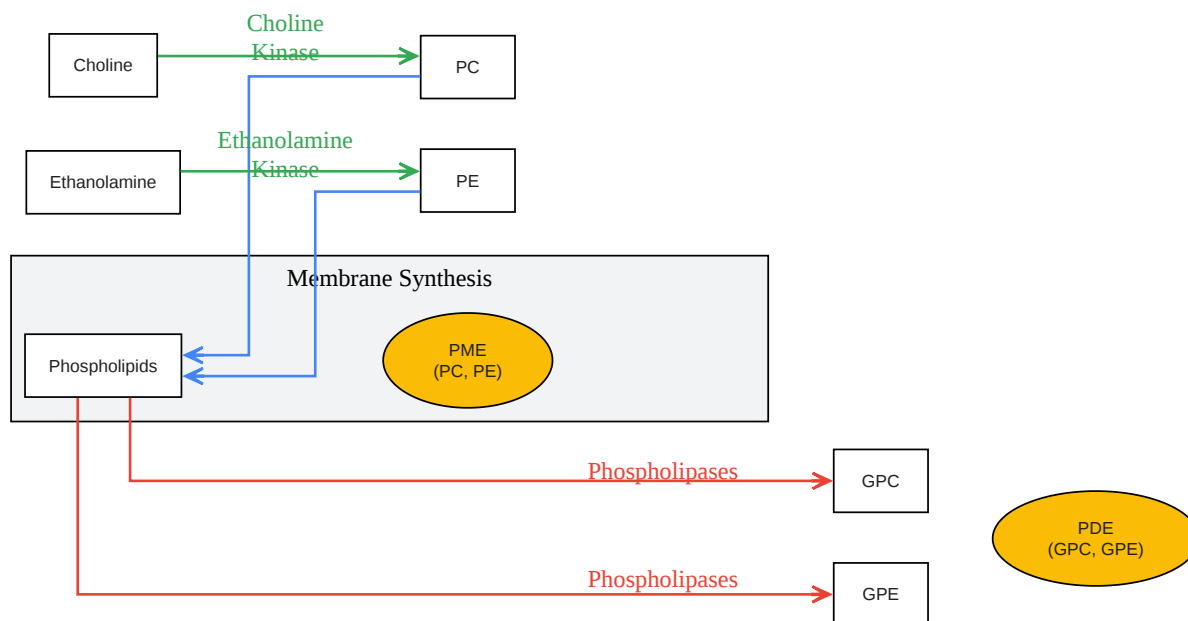 Choline
Choline
Kinase
PC
Ethanolamine
Ethanolamine
Kinase
PE
Membrane Synthesis
Phospholipids
PME
(PC, PE)
Phospholipases
GPC
PDE
(GPC, GPE)
Phospholipases
GPE